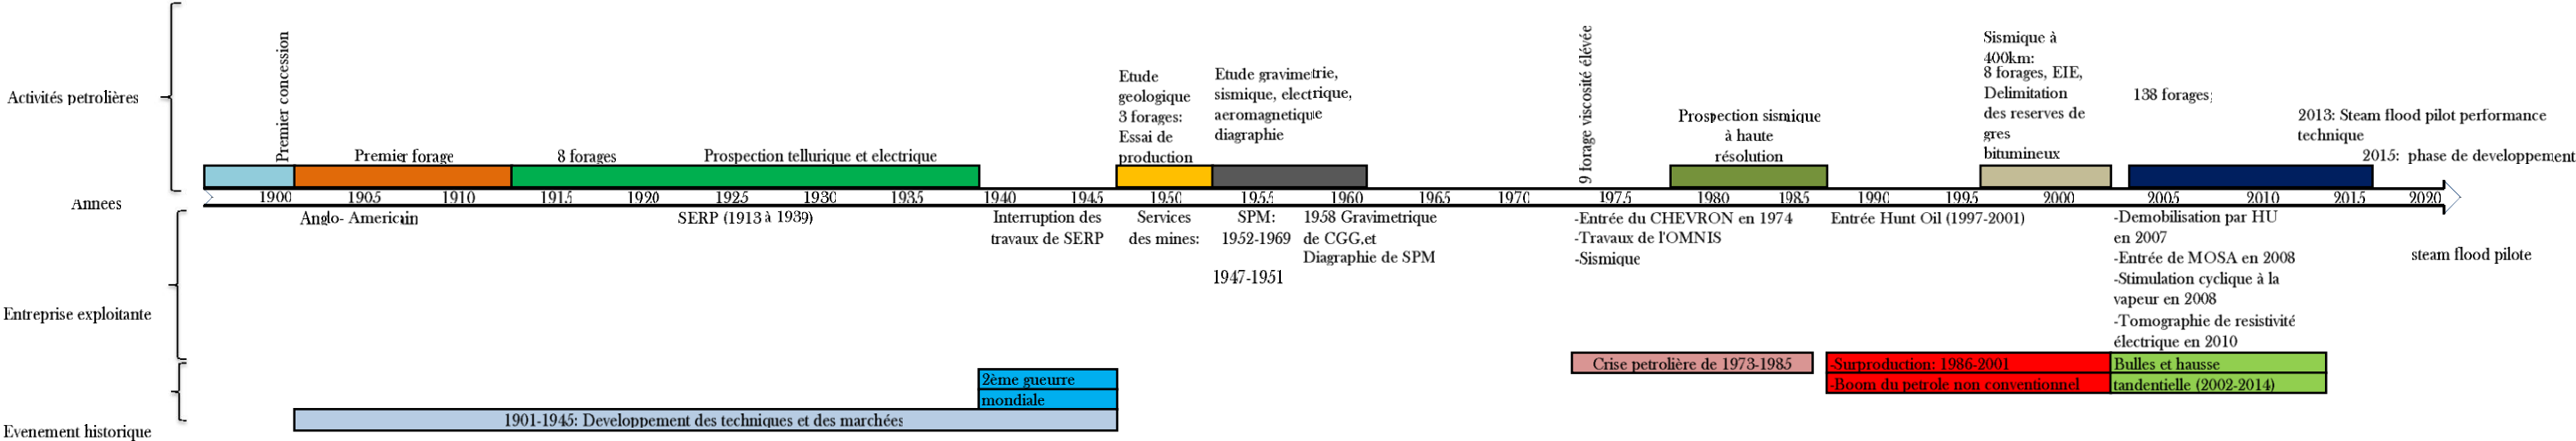 Activités petrolières
Premier concession
Premier forage
8 forages
Prospection tellurique et electrique
Etude
geologique
3 forages:
Essai de
production
Etude gravimetrie,
sismique, electrique,
aeromagnetique
diagraphie
9 forage viscosité élévée
Prospection sismique
à haute
résolution
Sismique à
400km:
8 forages, EIE,
Delimitation
des reserves de
gres
bitumineux
138 forages;
2013: Steam flood pilot performance
technique
2015: phase de developpement
Annees
1900 1905 1910 1915 1920 1925 1930 1935 1940 1945 1950 1955 1960 1965 1970 1975 1980 1985 1990 1995 2000 2005 2010 2015 2020
Entreprise exploitante
Anglo- Americain
SERP (1913 à 1939)
Interruption des
travaux de SERP
Services
des mines:
1947-1951
SPM:
1952-1969
1958 Gravimetrique
de CGG,et
Diagraphie de SPM
-Entrée du CHEVRON en 1974
-Travaux de l'OMNIS
-Sismique
Entrée Hunt Oil (1997-2001)
-Demobilisation par HU
en 2007
-Entrée de MOSA en 2008
-Stimulation cyclique à la
vapeur en 2008
-Tomographie de resistivité
électrique en 2010
steam flood pilote
Evenement historique
1901-1945: Developpement des techniques et des marchées
2ème gueurre
mondiale
Crise petrolière de 1973-1985
-Surproduction: 1986-2001
-Boom du petrole non conventionnel
Bulles et hausse
tandentielle (2002-2014)